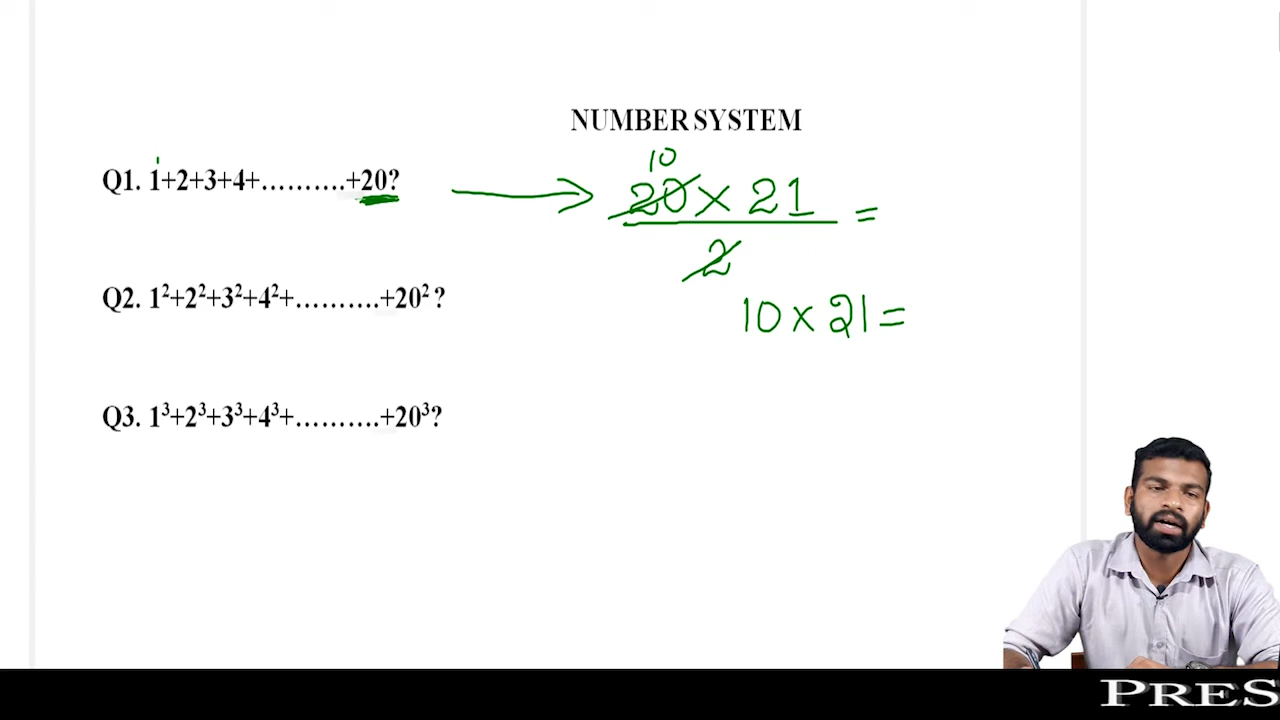 NUMBER SYSTEM
Q1. 1+2+3+4+……….+20?
10
20 × 21 =
2
10 × 21 =
Q2. 1²+2²+3²+4²+……….+20² ?
Q3. 1³+2³+3³+4³+……….+20³?
PRES